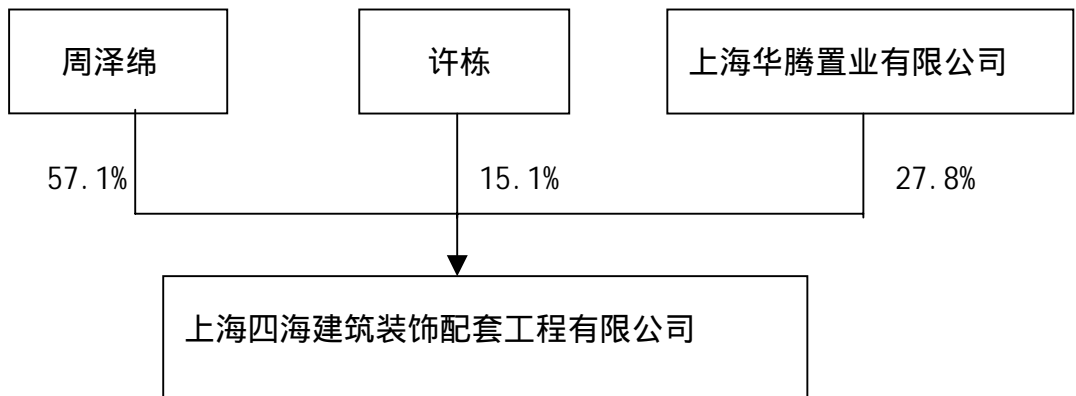 周泽绵
许栋
上海华腾置业有限公司
57.1%
15.1%
27.8%
上海四海建筑装饰配套工程有限公司